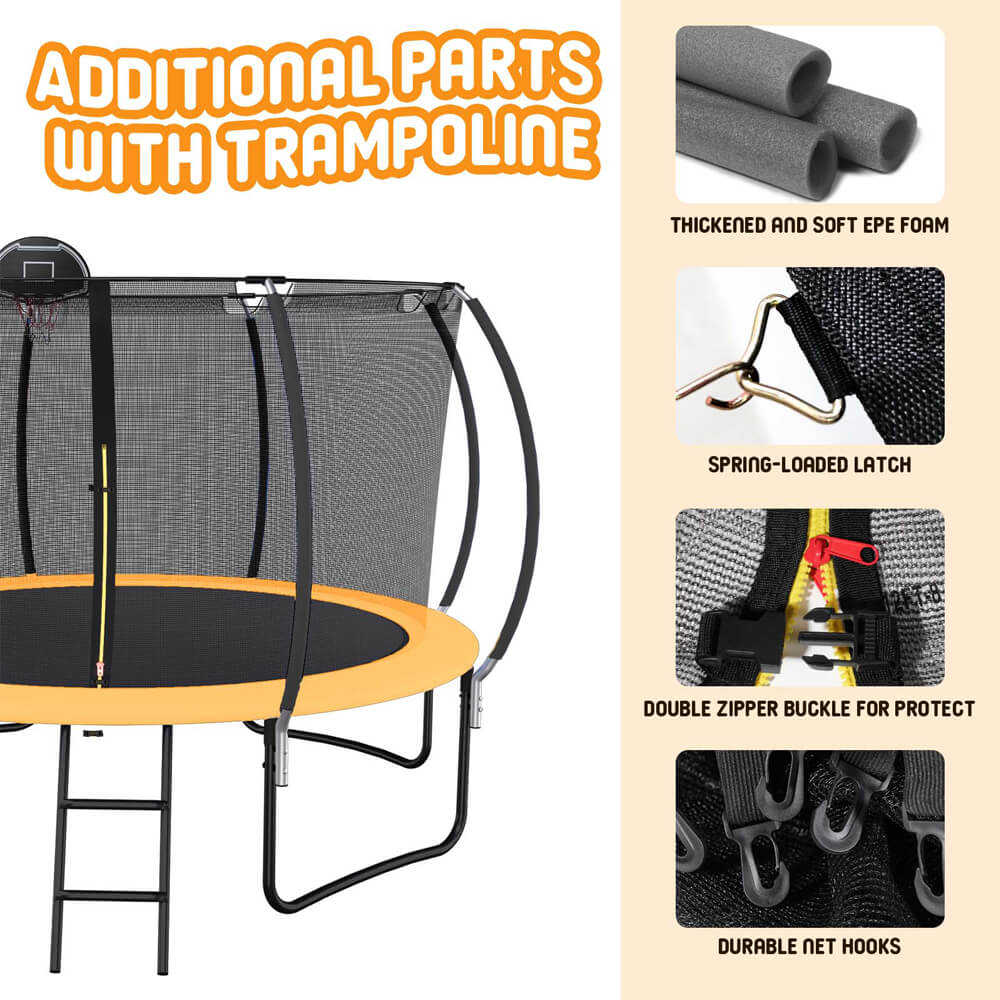 ADDITIONAL PARTS
WITH TRAMPOLINE
THICKENED AND SOFT EPE FOAM
SPRING-LOADED LATCH
DOUBLE ZIPPER BUCKLE FOR PROTECT
DURABLE NET HOOKS